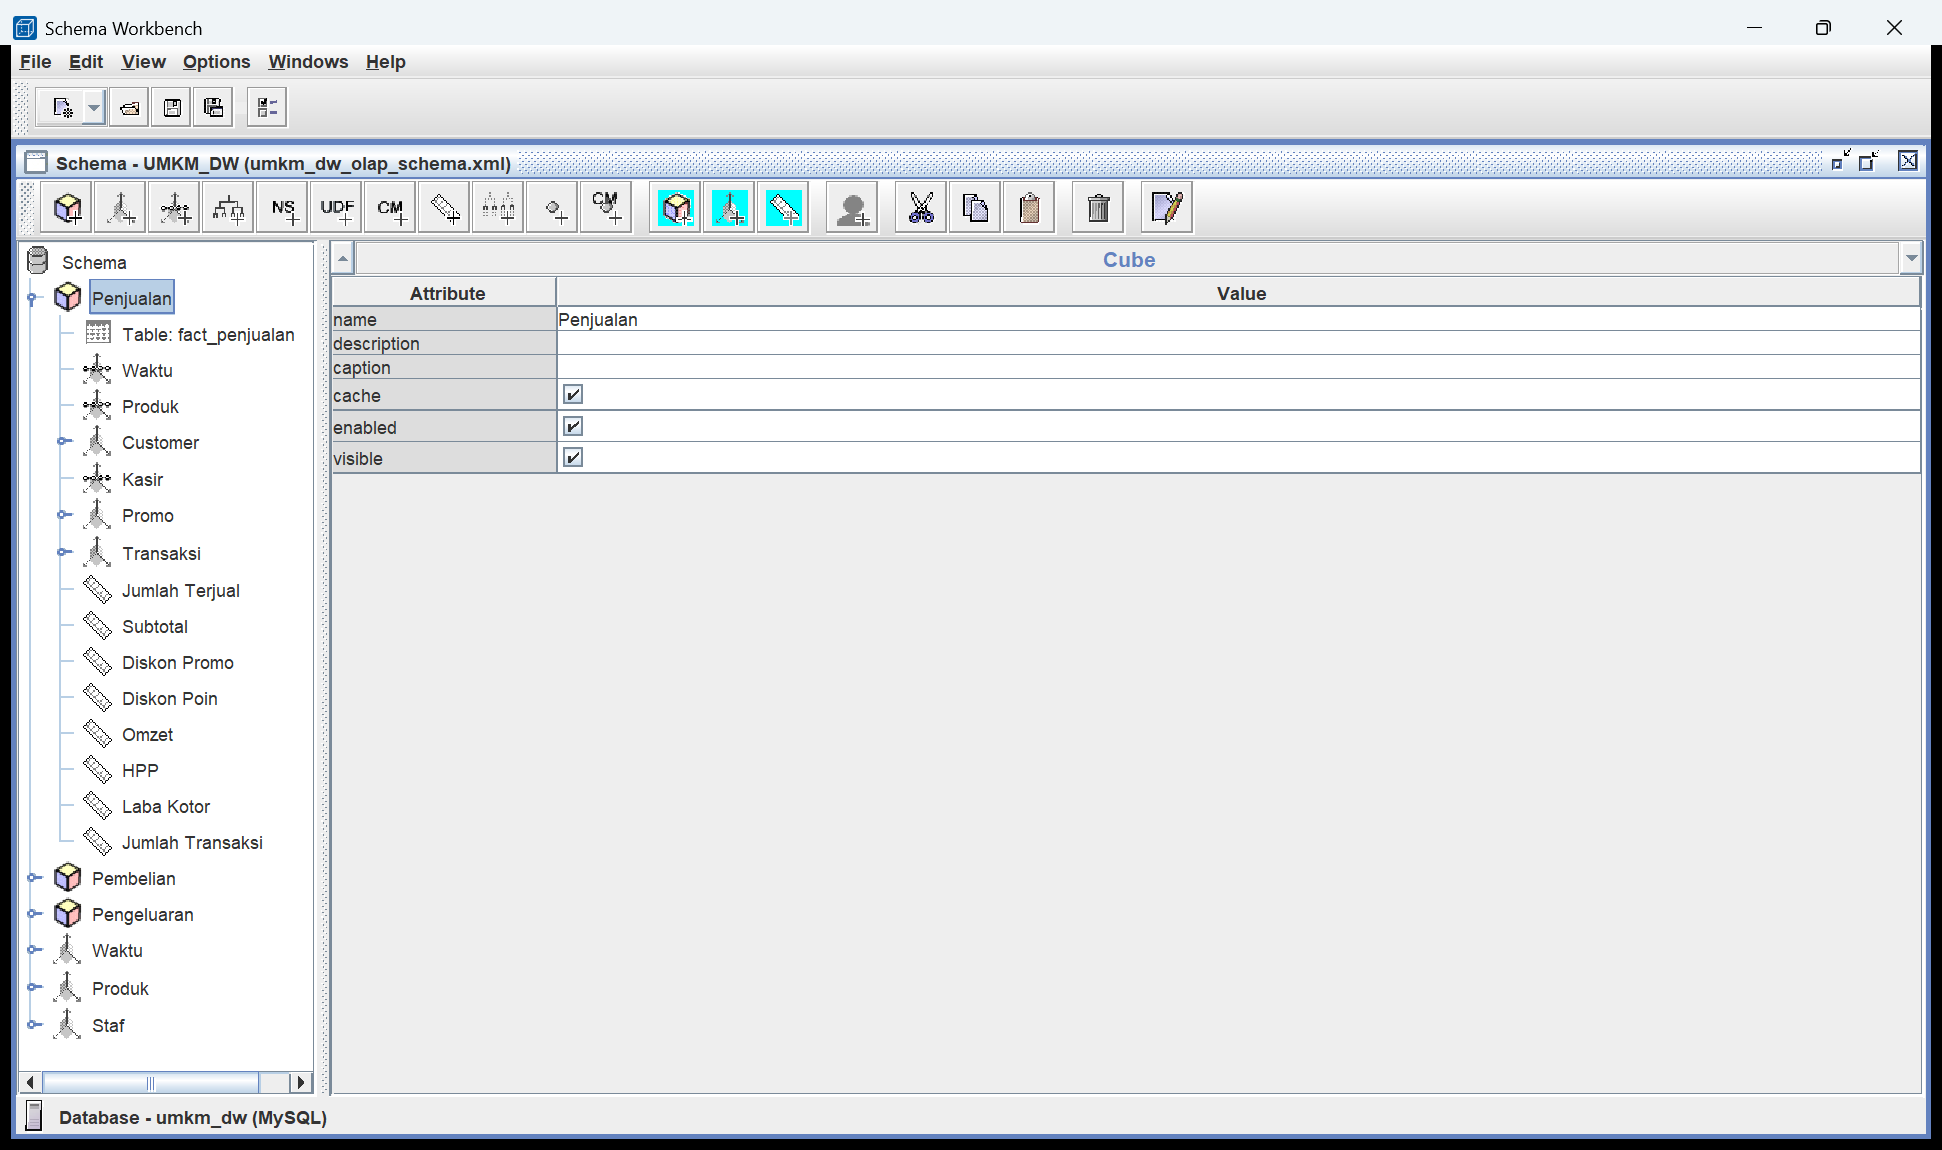 Schema Workbench
File Edit View Options Windows Help
Schema - UMKM_DW (umkm_dw_olap_schema.xml)
NS UDF CM CM
Schema
Penjualan
Table: fact_penjualan
Waktu
Produk
Customer
Kasir
Promo
Transaksi
Jumlah Terjual
Subtotal
Diskon Promo
Diskon Poin
Omzet
HPP
Laba Kotor
Jumlah Transaksi
Pembelian
Pengeluaran
Waktu
Produk
Staf
Cube
Attribute Value
name Penjualan
description
caption
cache
enabled
visible
Database - umkm_dw (MySQL)